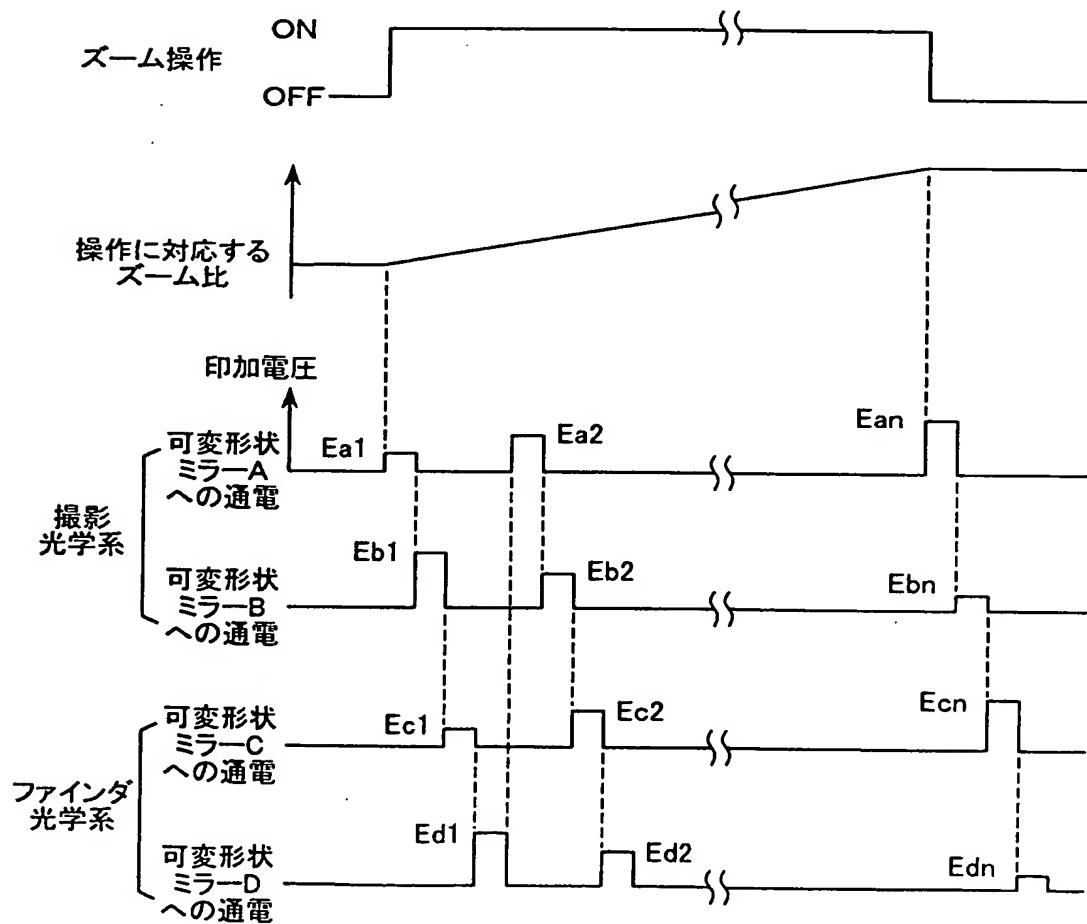 ON
ズーム操作
OFF
操作に対応する
ズーム比
印加電圧
撮影
光学系
可変形状
ミラーA
への通電
Ea1
Ea2
Ean
可変形状
ミラーB
への通電
Eb1
Eb2
Ebn
ファインダ
光学系
可変形状
ミラーC
への通電
Ec1
Ec2
Ecn
可変形状
ミラーD
への通電
Ed1
Ed2
Edn